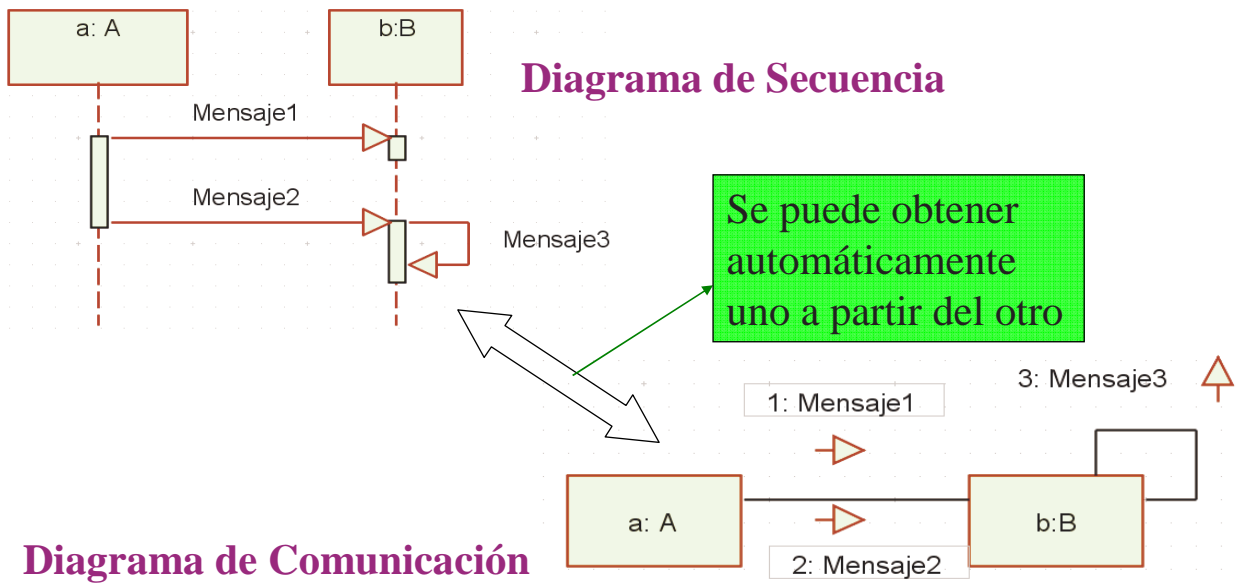 a: A
b:B
Diagrama de Secuencia
Mensaje1
Mensaje2
Mensaje3
Se puede obtener
automáticamente
uno a partir del otro
3: Mensaje3
1: Mensaje1
a: A
b:B
2: Mensaje2
Diagrama de Comunicación